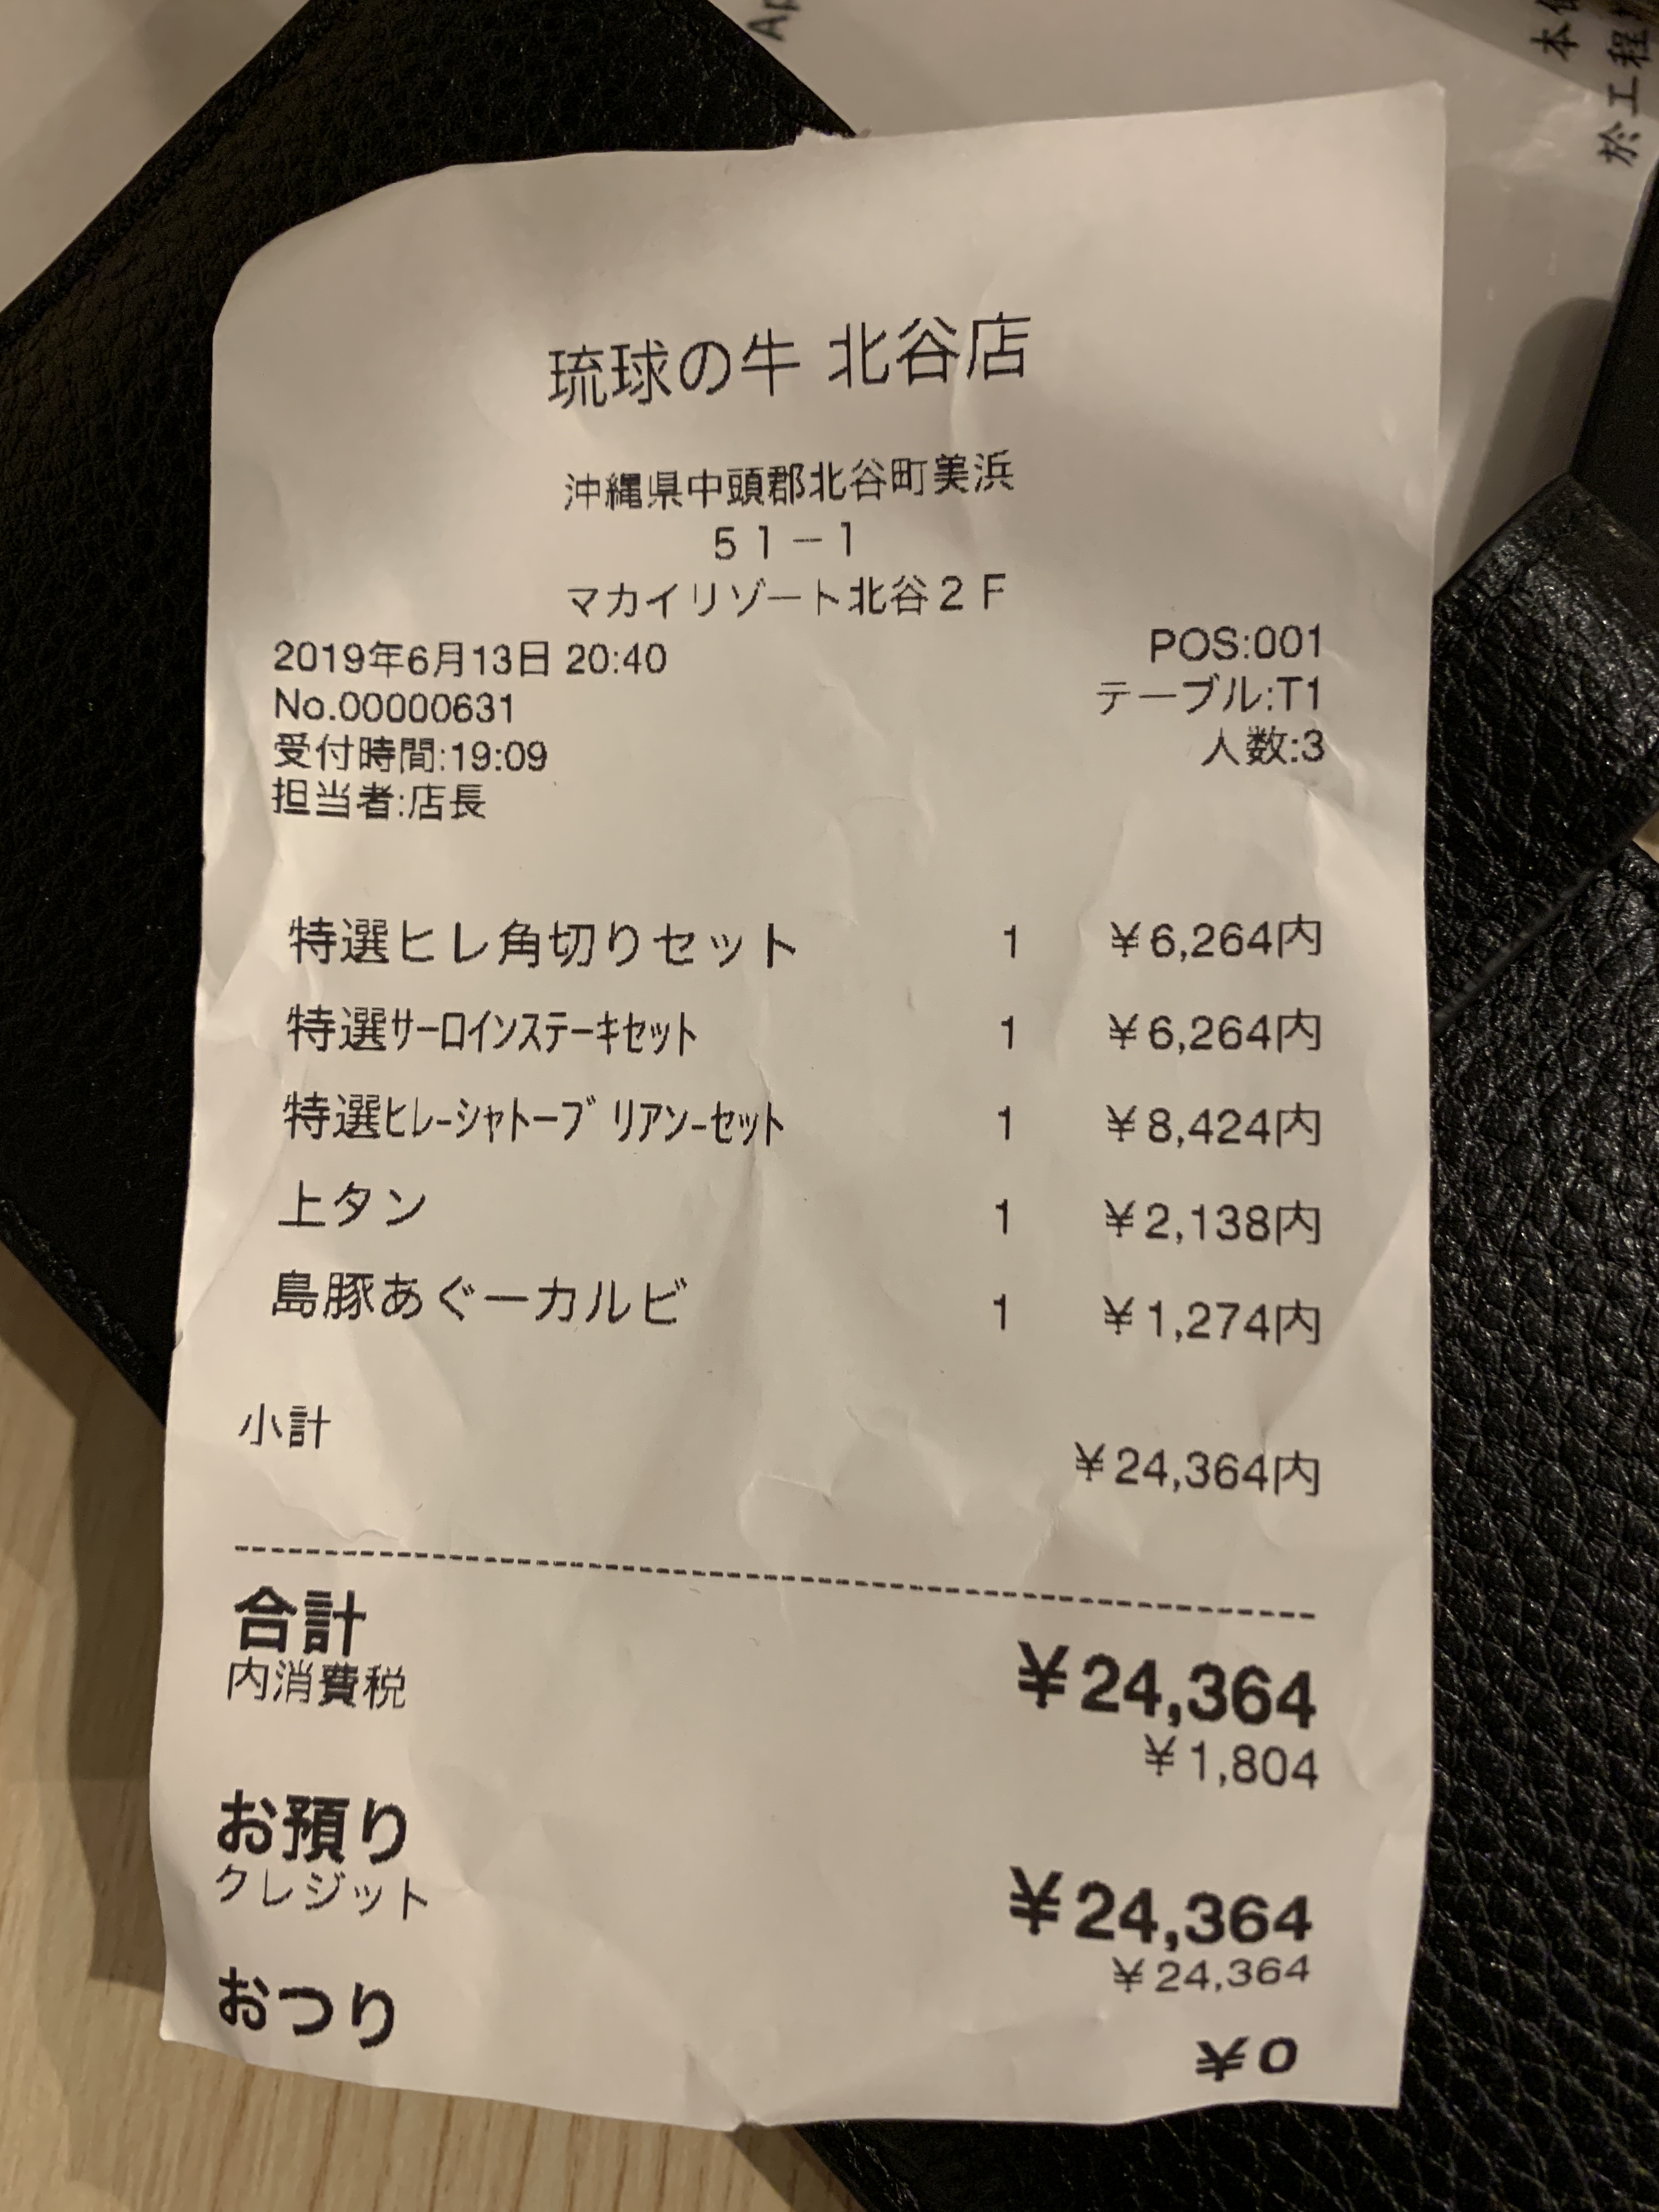 琉球の牛 北谷店
沖縄県中頭郡北谷町美浜
51-1
マカイリゾート北谷2F
2019年6月13日 20:40
POS:001
No.00000631
テーブル:T1
受付時間:19:09
人数:3
担当者:店長
特選ヒレ角切りセット 1 ¥6,264内
特選サーロインステーキセット 1 ¥6,264内
特選ヒレ-シャトーブリアン-セット 1 ¥8,424内
上タン 1 ¥2,138内
島豚あぐーカルビ 1 ¥1,274内
小計 ¥24,364内
合計 ¥24,364
内消費税 ¥1,804
お預り ¥24,364
クレジット ¥24,364
おつり ¥0